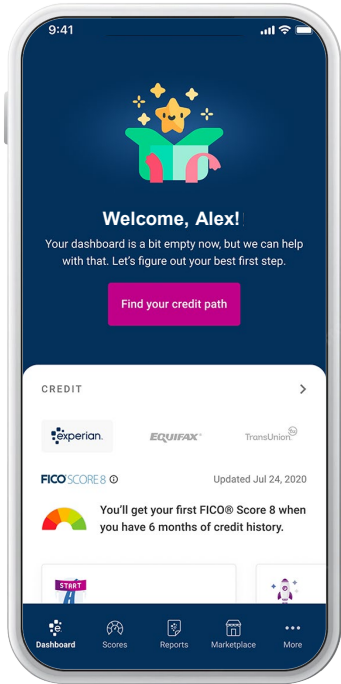 9:41
Welcome, Alex!
Your dashboard is a bit empty now, but we can help
with that. Let's figure out your best first step.
Find your credit path
CREDIT
experian.
EQUIFAX
TransUnion
FICO SCORE 8
Updated Jul 24, 2020
You'll get your first FICO® Score 8 when
you have 6 months of credit history.
START
e
Dashboard
Scores
Reports
Marketplace
More